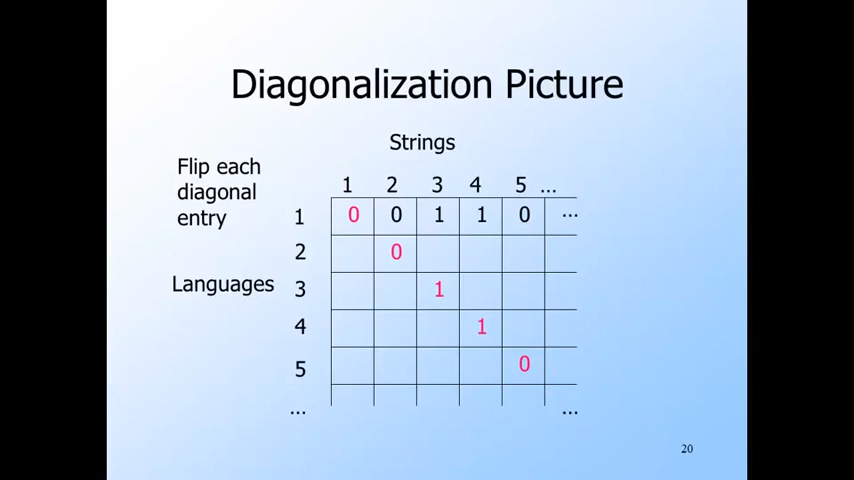 Diagonalization Picture
Strings
Flip each
diagonal
entry
1 2 3 4 5 ...
1 0 0 1 1 0 ...
2 0
Languages 3 1
4 1
5 0
... ...
20